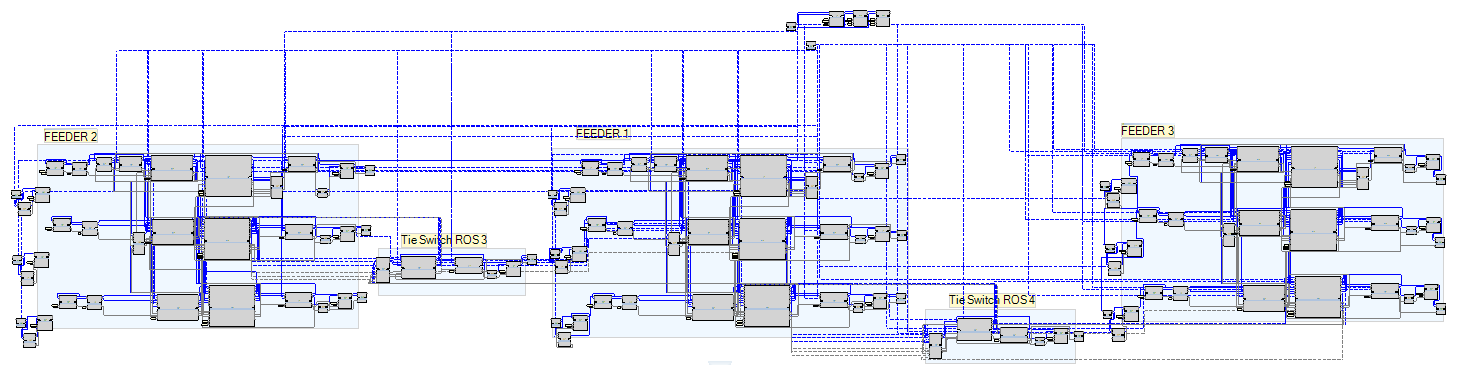 FEEDER 2
FEEDER 1
FEEDER 3
Tie Switch ROS 3
Tie Switch ROS 4